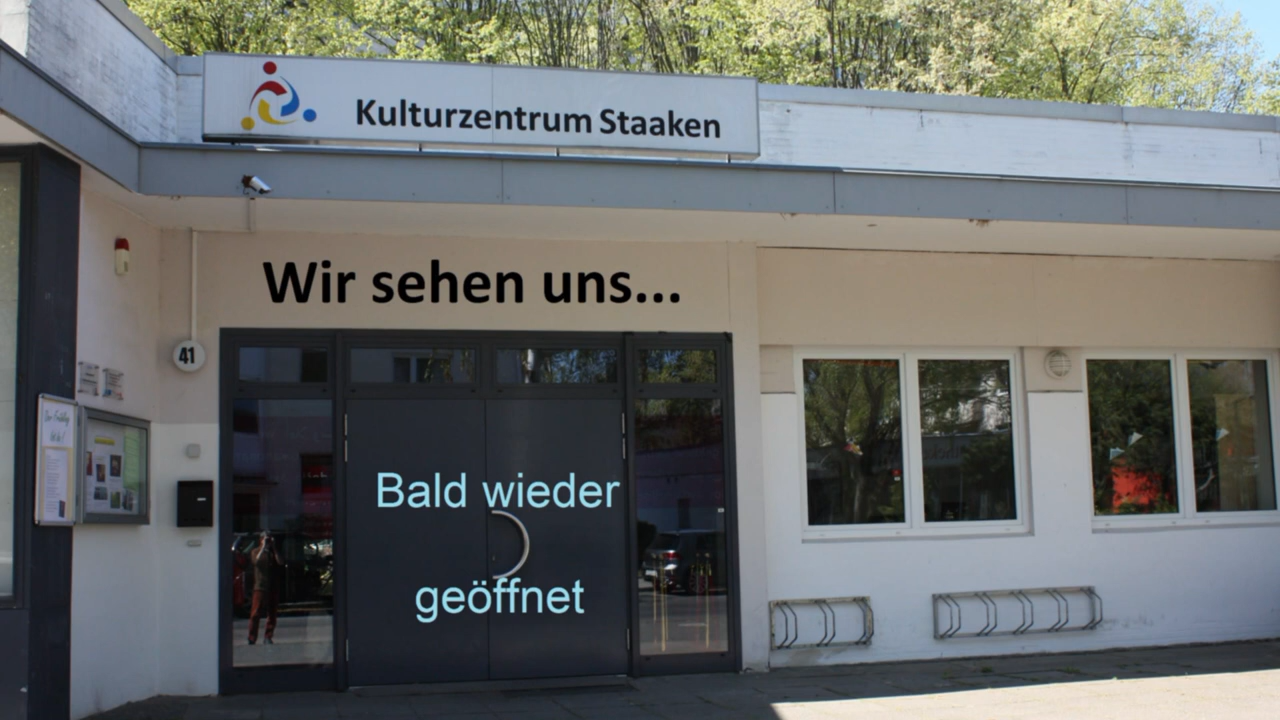 Kulturzentrum Staaken
Wir sehen uns...
41
Bald wieder
geöffnet